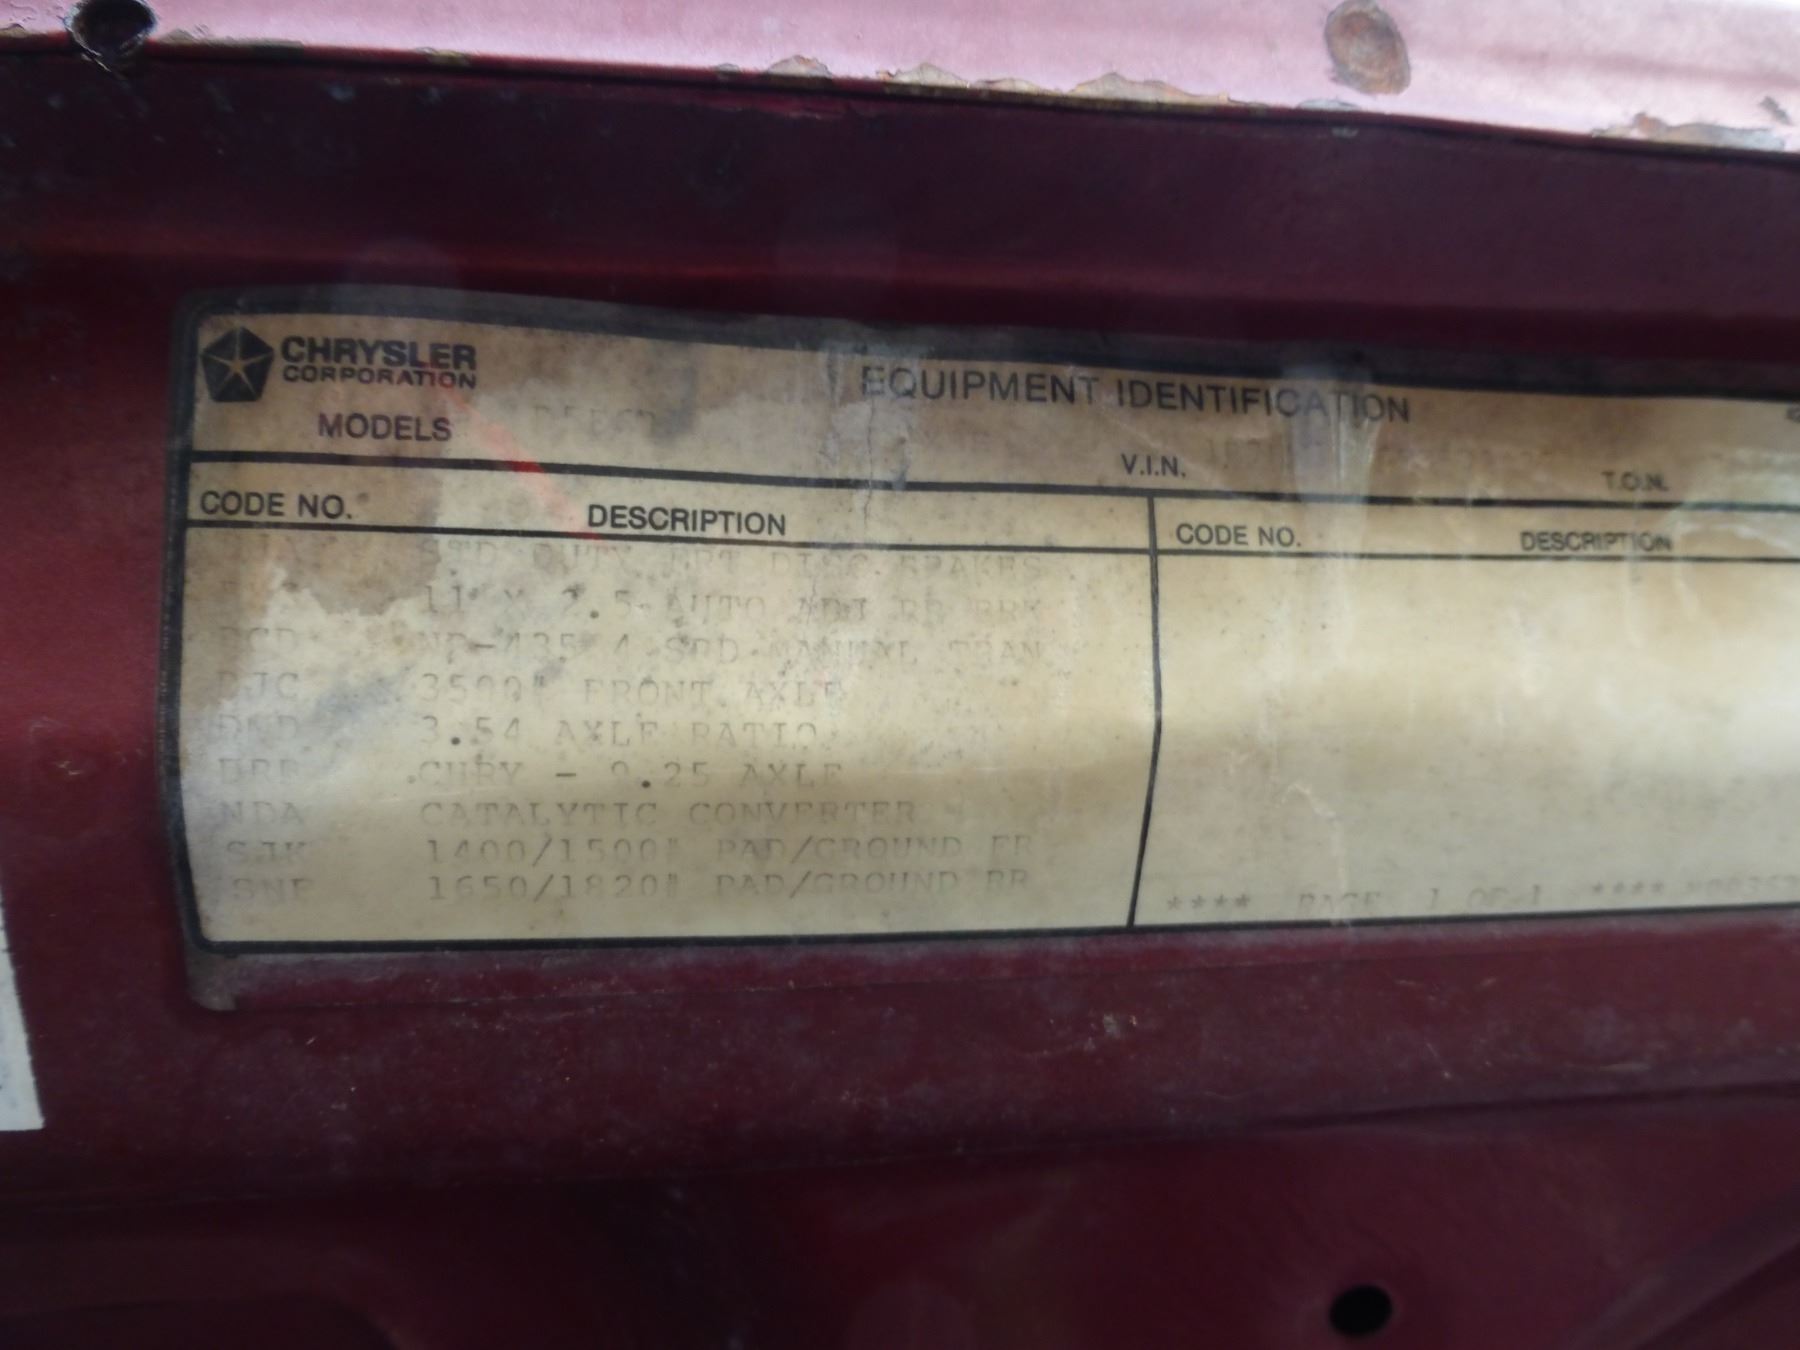 CHRYSLER
CORPORATION
EQUIPMENT IDENTIFICATION
MODELS
V.I.N.
T.O.N.
CODE NO. DESCRIPTION
CODE NO. DESCRIPTION
STD DUTY FRT DISC BRAKES
11 X 2.5 AUTO ADJ RR BRK
NP-435 4 SPD MANUAL TRAN
DJC 3500# FRONT AXLE
DMD 3.54 AXLE RATIO
CHRY - 9.25 AXLE
NDA CATALYTIC CONVERTER
SJK 1400/1500# PAD/GROUND FR
1650/1820# PAD/GROUND RR
**** PAGE 1 OF 1 ****